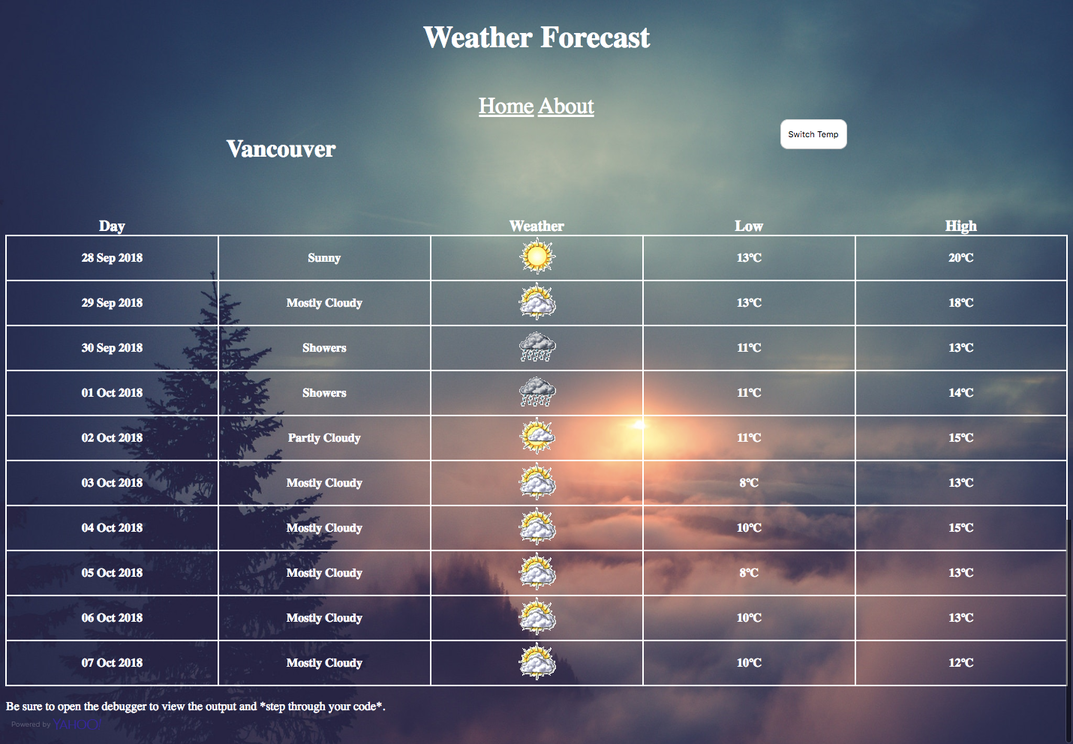 Weather Forecast
Home About
Switch Temp
Vancouver
Day Weather Low High
28 Sep 2018 Sunny 13°C 20°C
29 Sep 2018 Mostly Cloudy 13°C 18°C
30 Sep 2018 Showers 11°C 13°C
01 Oct 2018 Showers 11°C 14°C
02 Oct 2018 Partly Cloudy 11°C 15°C
03 Oct 2018 Mostly Cloudy 8°C 13°C
04 Oct 2018 Mostly Cloudy 10°C 15°C
05 Oct 2018 Mostly Cloudy 8°C 13°C
06 Oct 2018 Mostly Cloudy 10°C 13°C
07 Oct 2018 Mostly Cloudy 10°C 12°C
Be sure to open the debugger to view the output and *step through your code*.
Powered by YAHOO!